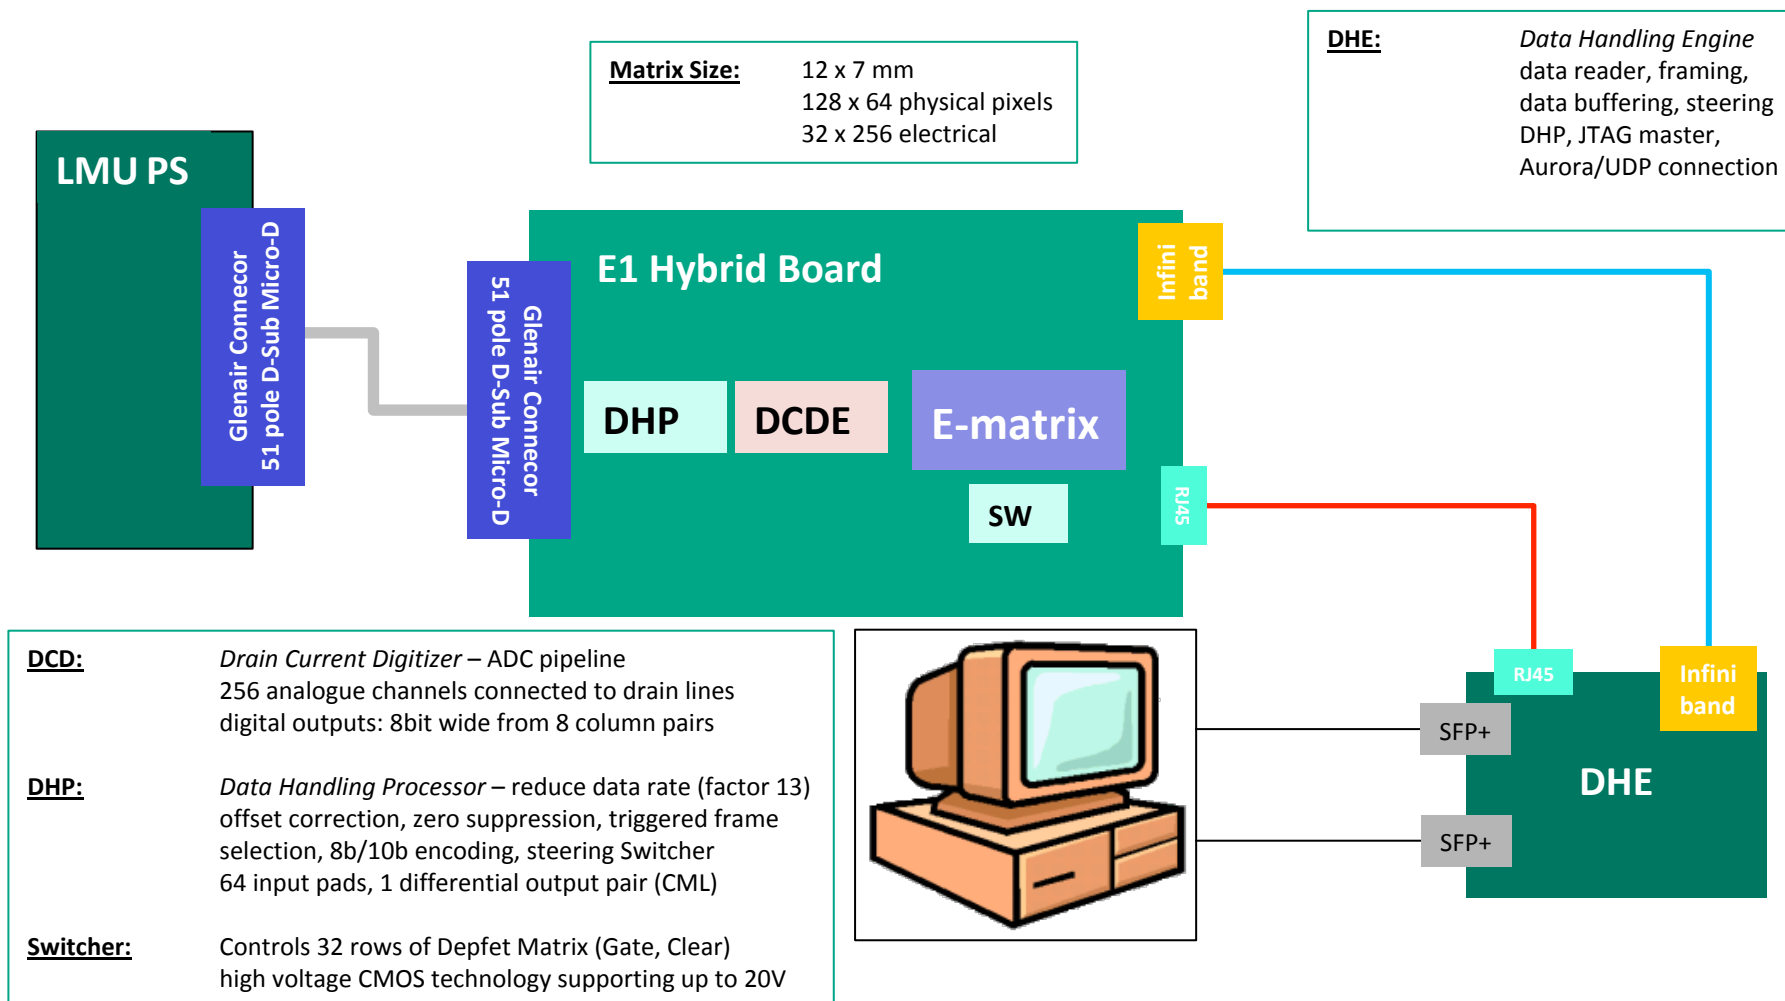 Matrix Size: 12 x 7 mm
128 x 64 physical pixels
32 x 256 electrical
DHE: Data Handling Engine
data reader, framing,
data buffering, steering
DHP, JTAG master,
Aurora/UDP connection
LMU PS
Glenair Connecor
51 pole D-Sub Micro-D
E1 Hybrid Board
Glenair Connecor
51 pole D-Sub Micro-D
Infini
band
DHP
DCDE
E-matrix
SW
RJ45
DCD: Drain Current Digitizer – ADC pipeline
256 analogue channels connected to drain lines
digital outputs: 8bit wide from 8 column pairs
DHP: Data Handling Processor – reduce data rate (factor 13)
offset correction, zero suppression, triggered frame
selection, 8b/10b encoding, steering Switcher
64 input pads, 1 differential output pair (CML)
Switcher: Controls 32 rows of Depfet Matrix (Gate, Clear)
high voltage CMOS technology supporting up to 20V
RJ45
Infini
band
SFP+
DHE
SFP+